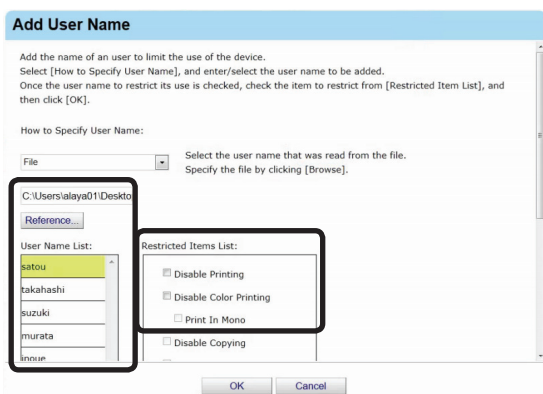 Add User Name
Add the name of an user to limit the use of the device.
Select [How to Specify User Name], and enter/select the user name to be added.
Once the user name to restrict its use is checked, check the item to restrict from [Restricted Item List], and
then click [OK].
How to Specify User Name:
File
Select the user name that was read from the file.
Specify the file by clicking [Browse].
C:\Users\alaya01\Deskto
Reference...
User Name List:
satou
takahashi
suzuki
murata
inoue
Restricted Items List:
Disable Printing
Disable Color Printing
Print In Mono
Disable Copying
OK
Cancel